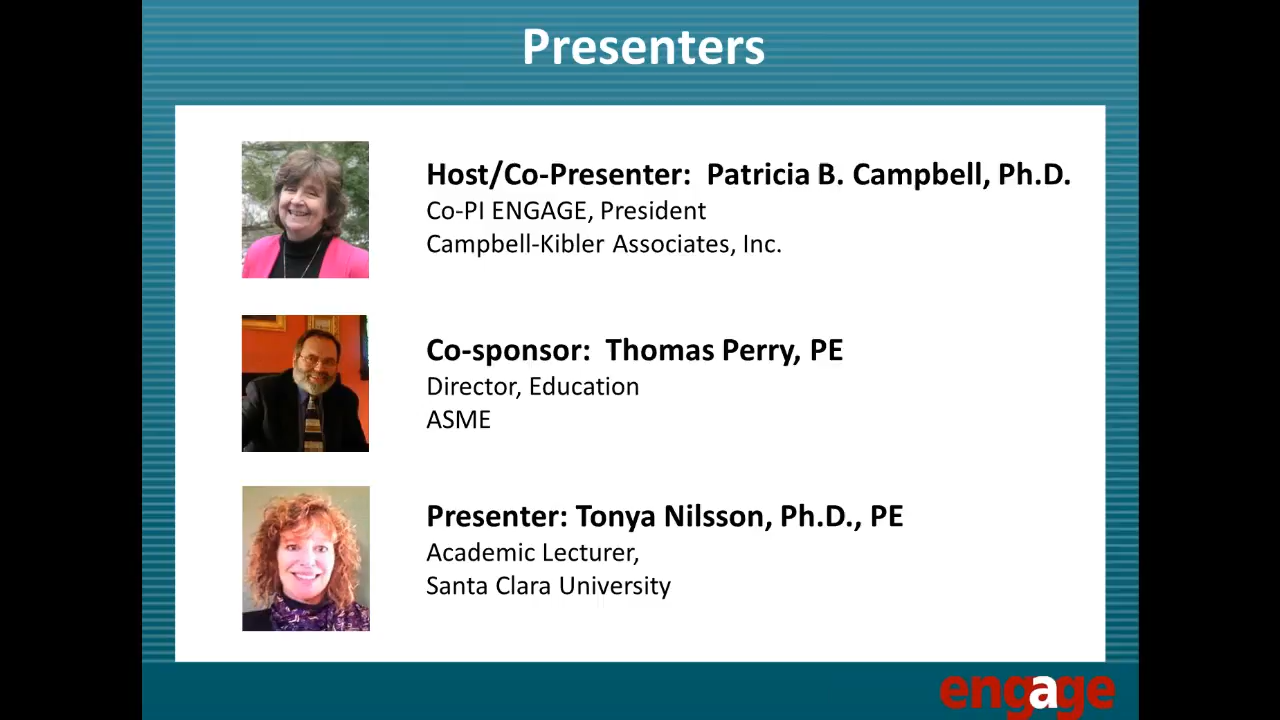 Presenters
Host/Co-Presenter: Patricia B. Campbell, Ph.D.
Co-PI ENGAGE, President
Campbell-Kibler Associates, Inc.
Co-sponsor: Thomas Perry, PE
Director, Education
ASME
Presenter: Tonya Nilsson, Ph.D., PE
Academic Lecturer,
Santa Clara University
engage